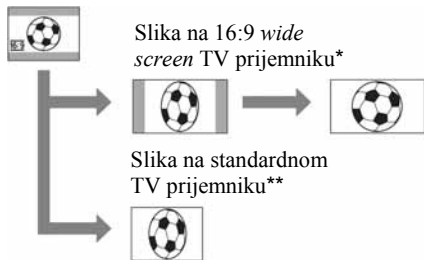 Slika na 16:9 wide
screen TV prijemniku*
Slika na standardnom
TV prijemniku**